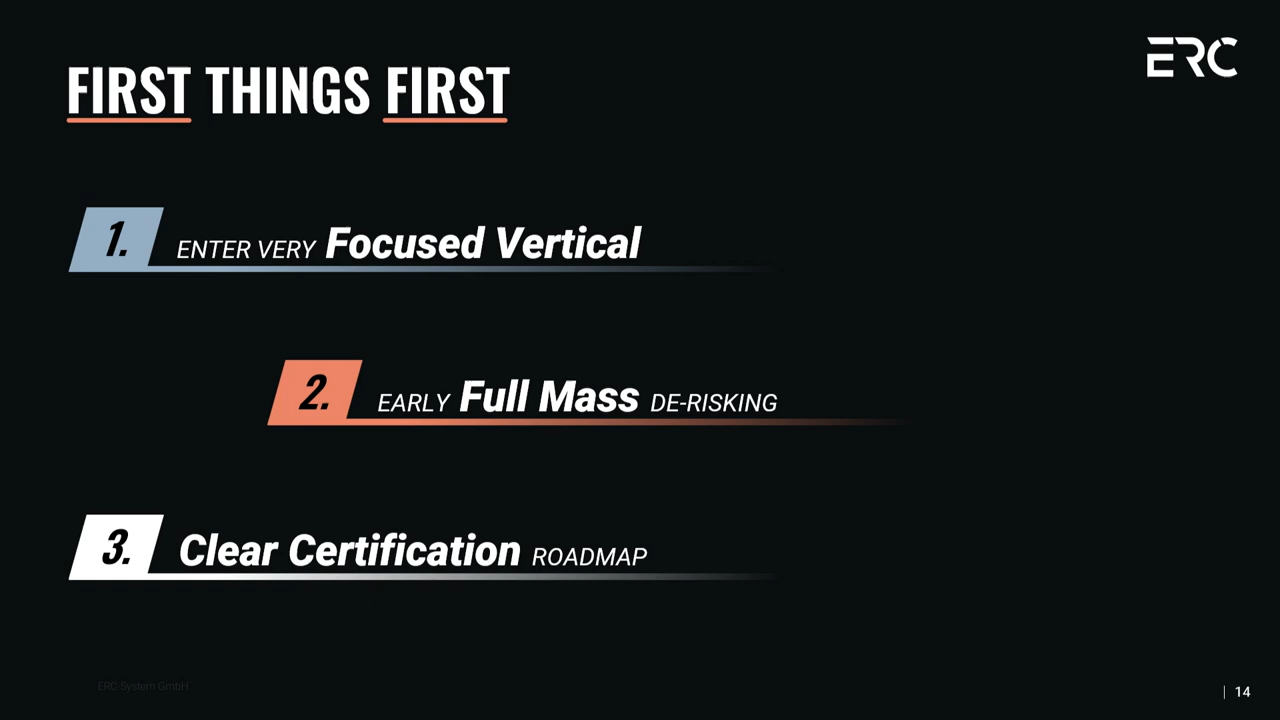 ERC
FIRST THINGS FIRST
1. ENTER VERY Focused Vertical
2. EARLY Full Mass DE-RISKING
3. Clear Certification ROADMAP
ERC System GmbH
| 14